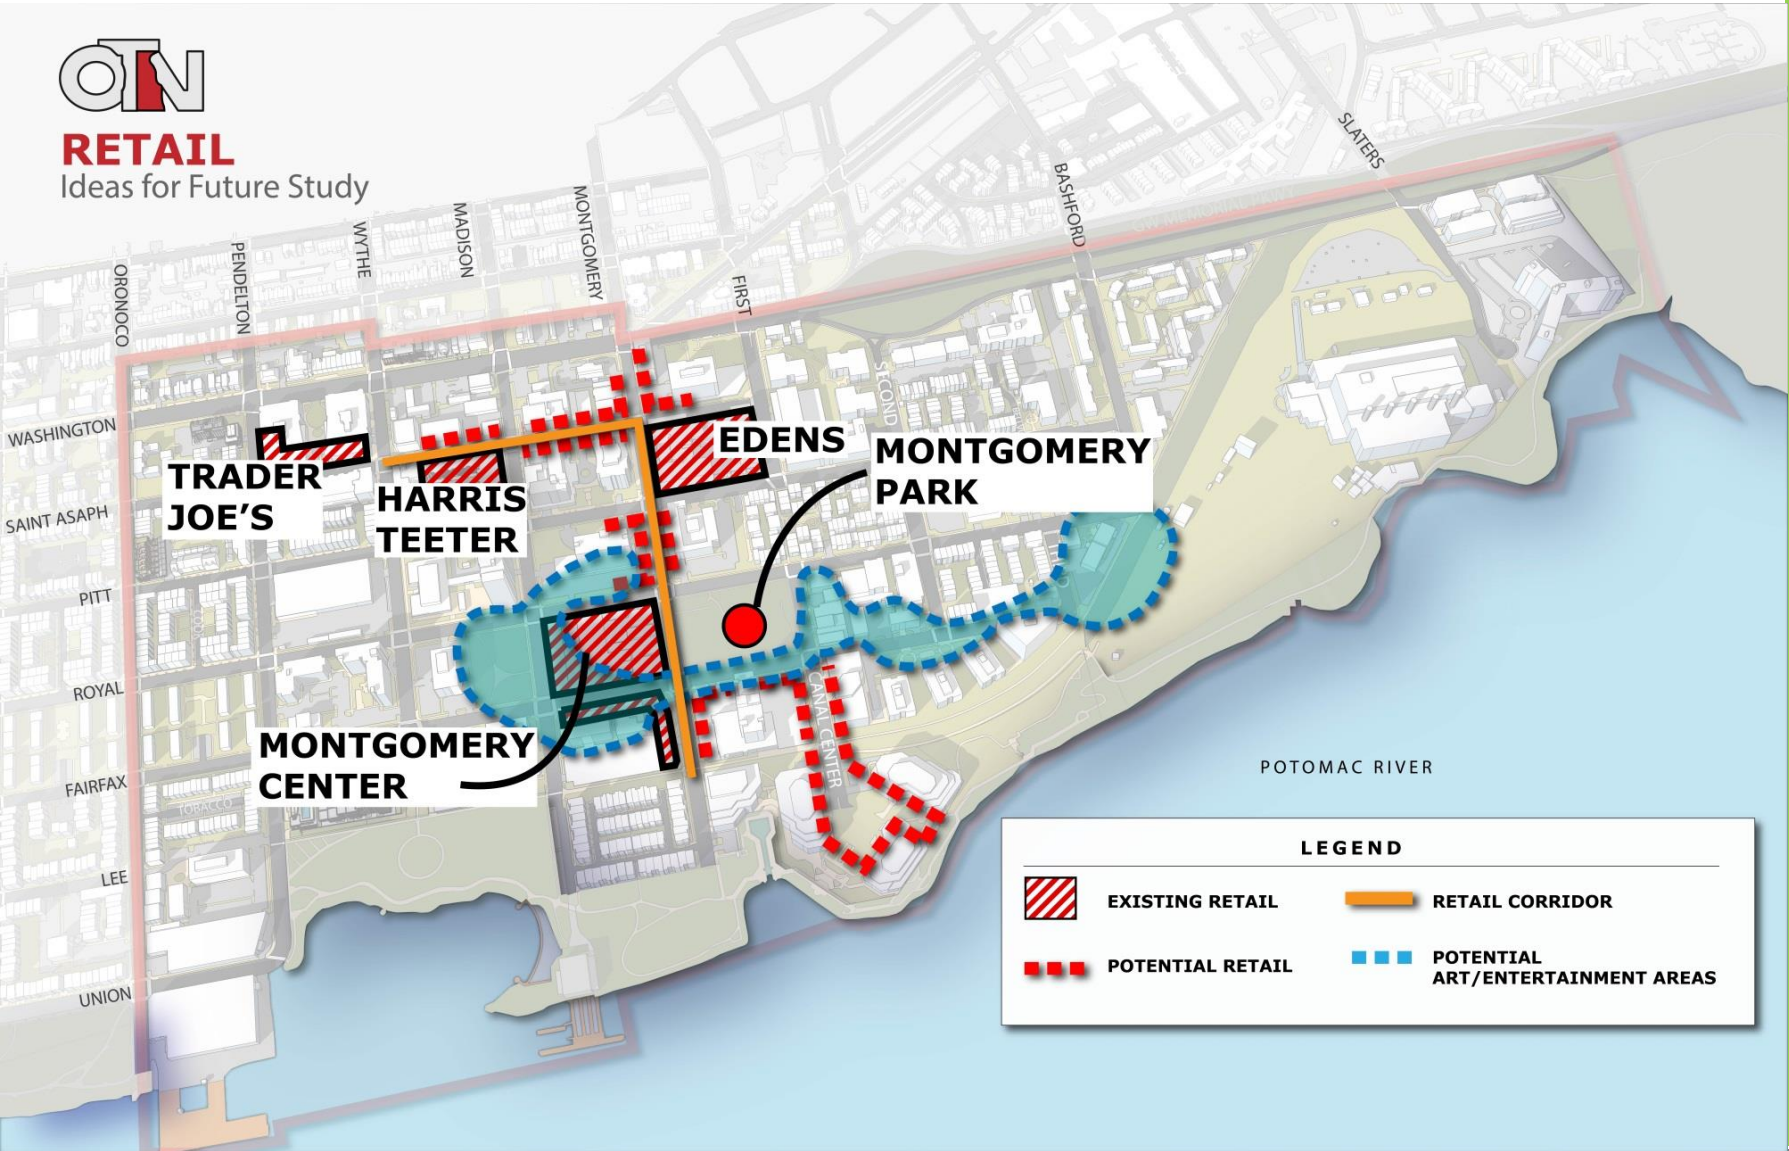 OTN
RETAIL
Ideas for Future Study
ORONOCO
PENDELTON
WYTHE
MADISON
MONTGOMERY
FIRST
SECOND
BASHFORD
SLATERS
WASHINGTON
SAINT ASAPH
PITT
ROYAL
FAIRFAX
LEE
UNION
TRADER
JOE'S
HARRIS
TEETER
EDENS
MONTGOMERY
PARK
MONTGOMERY
CENTER
CANAL CENTER
TOBACCO
POTOMAC RIVER
LEGEND
EXISTING RETAIL
RETAIL CORRIDOR
POTENTIAL RETAIL
POTENTIAL
ART/ENTERTAINMENT AREAS